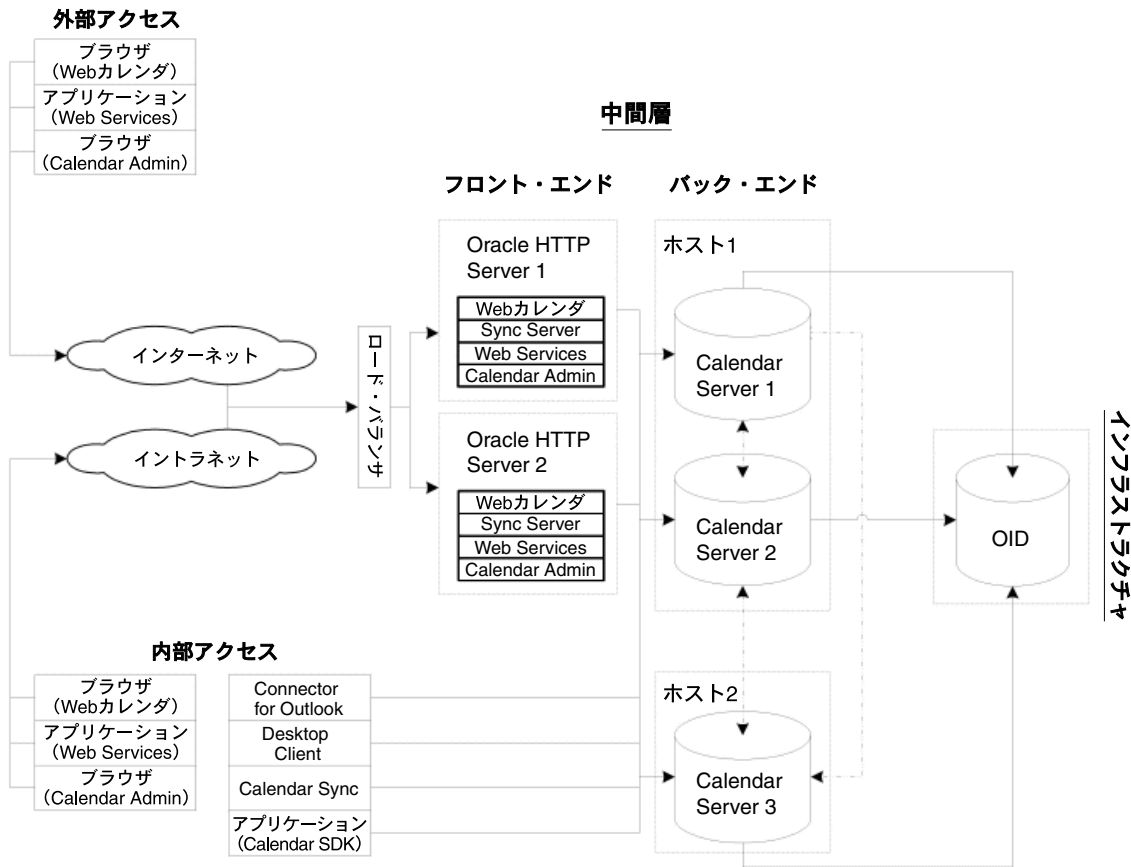 外部アクセス
ブラウザ
（Webカレンダ）
アプリケーション
（Web Services）
ブラウザ
（Calendar Admin）
中間層
フロント・エンド
バック・エンド
Oracle HTTP
Server 1
Webカレンダ
Sync Server
Web Services
Calendar Admin
ホスト1
Calendar
Server 1
インターネット
イントラネット
ロード・バランサ
Oracle HTTP
Server 2
Webカレンダ
Sync Server
Web Services
Calendar Admin
Calendar
Server 2
OID
インフラストラクチャ
内部アクセス
ブラウザ
（Webカレンダ）
アプリケーション
（Web Services）
ブラウザ
（Calendar Admin）
Connector
for Outlook
Desktop
Client
Calendar Sync
アプリケーション
（Calendar SDK）
ホスト2
Calendar
Server 3